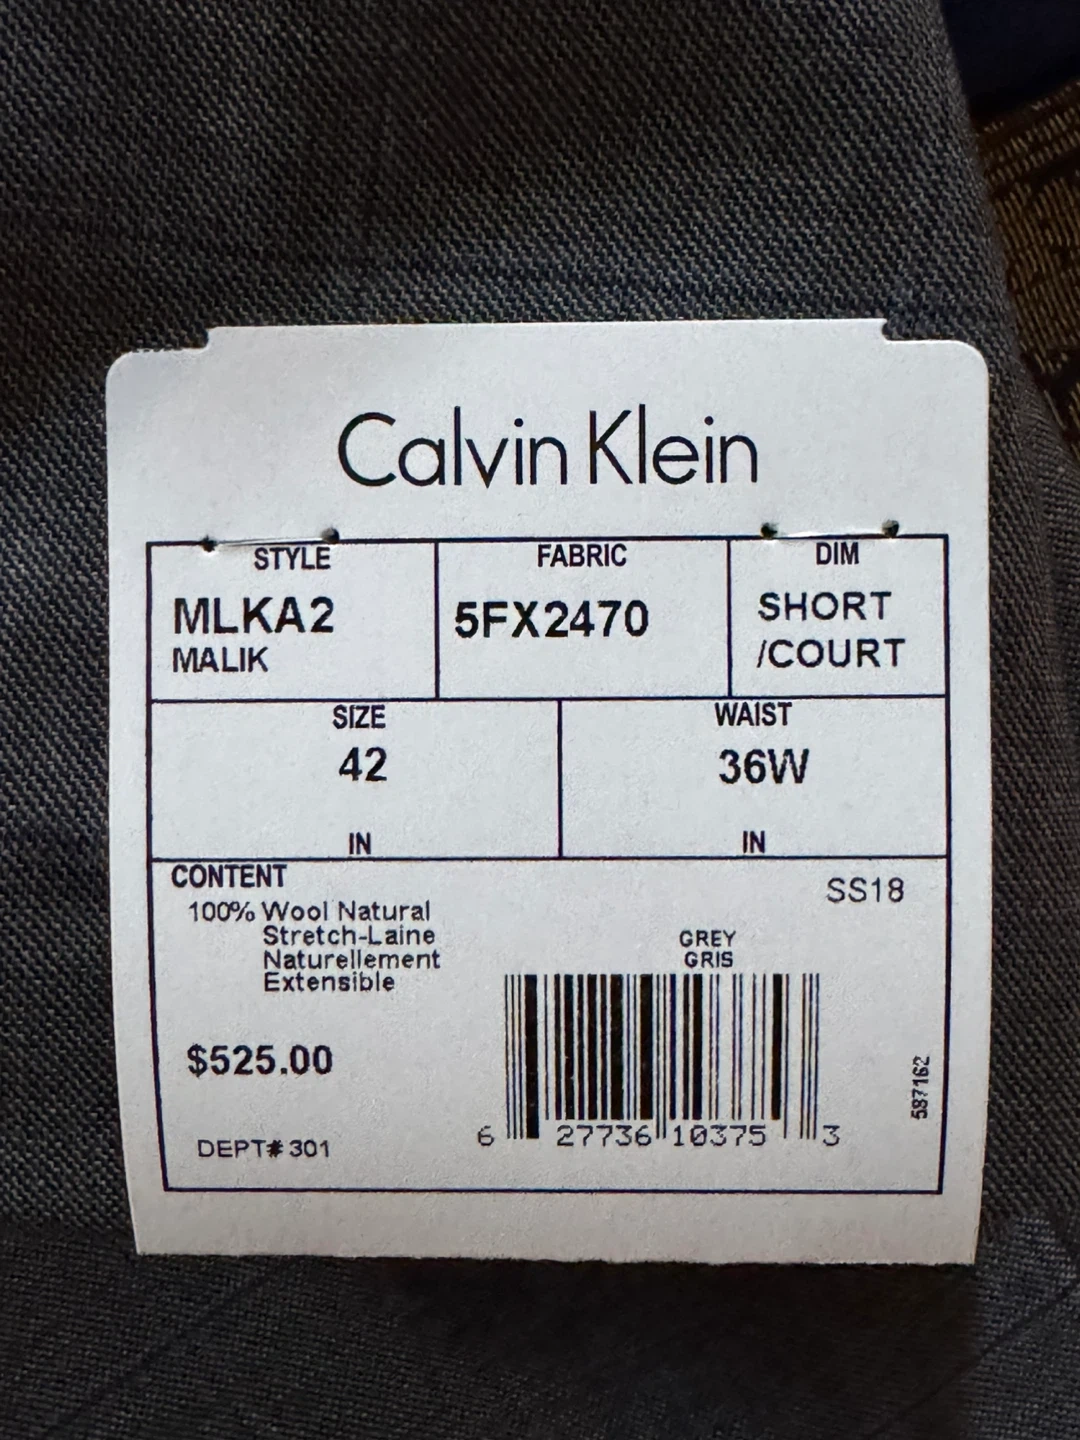 Calvin Klein
STYLE
MLKA2
MALIK
FABRIC
5FX2470
DIM
SHORT
/COURT
SIZE
42
IN
WAIST
36W
IN
CONTENT
100% Wool Natural
Stretch-Laine
Naturellement
Extensible
SS18
GREY
GRIS
$525.00
DEPT# 301
6 27736 10375 3
587162